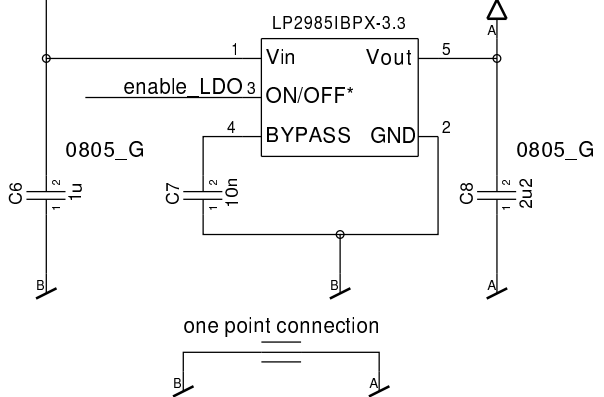 LP2985IBPX-3.3
A
1 Vin Vout 5
enable_LDO 3 ON/OFF*
4 BYPASS GND 2
0805_G 0805_G
C6 2 1 1u C7 2 1 10n C8 2 1 2u2
B B A
one point connection
B A